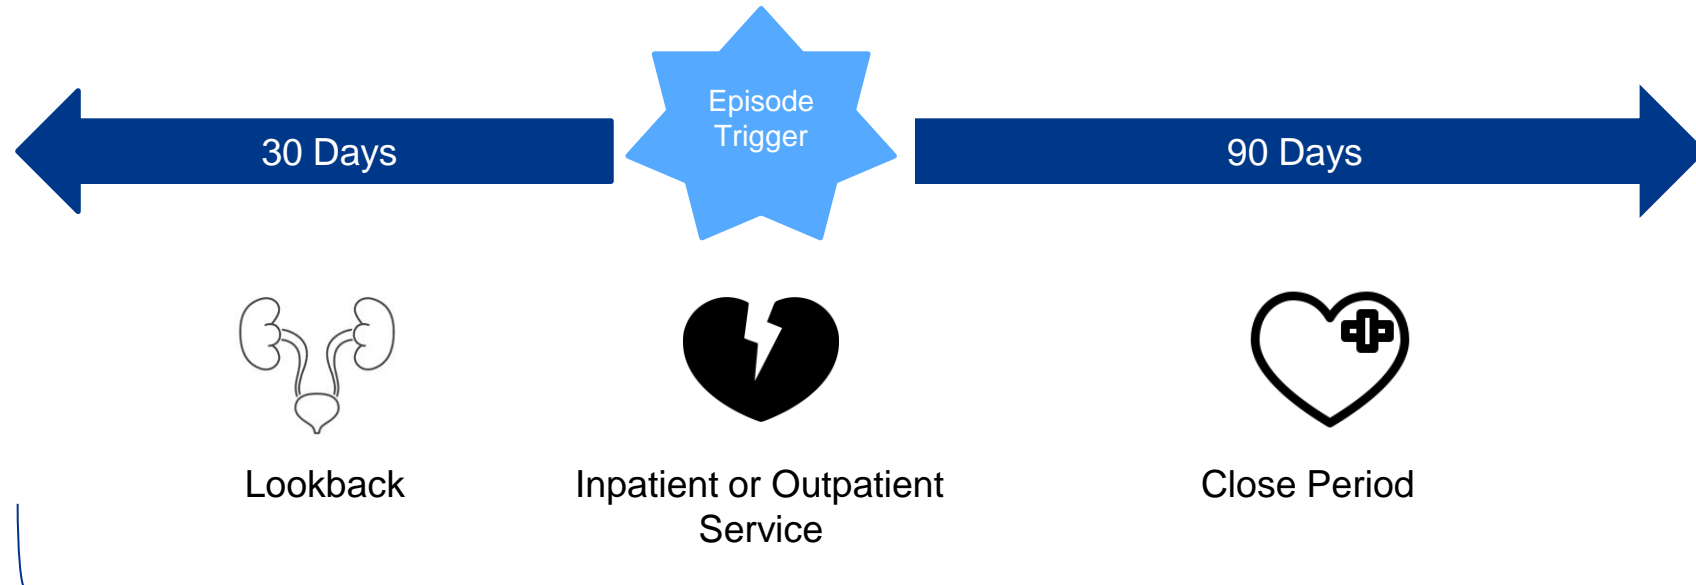 Episode
Trigger
30 Days
90 Days
Lookback
Inpatient or Outpatient
Service
Close Period